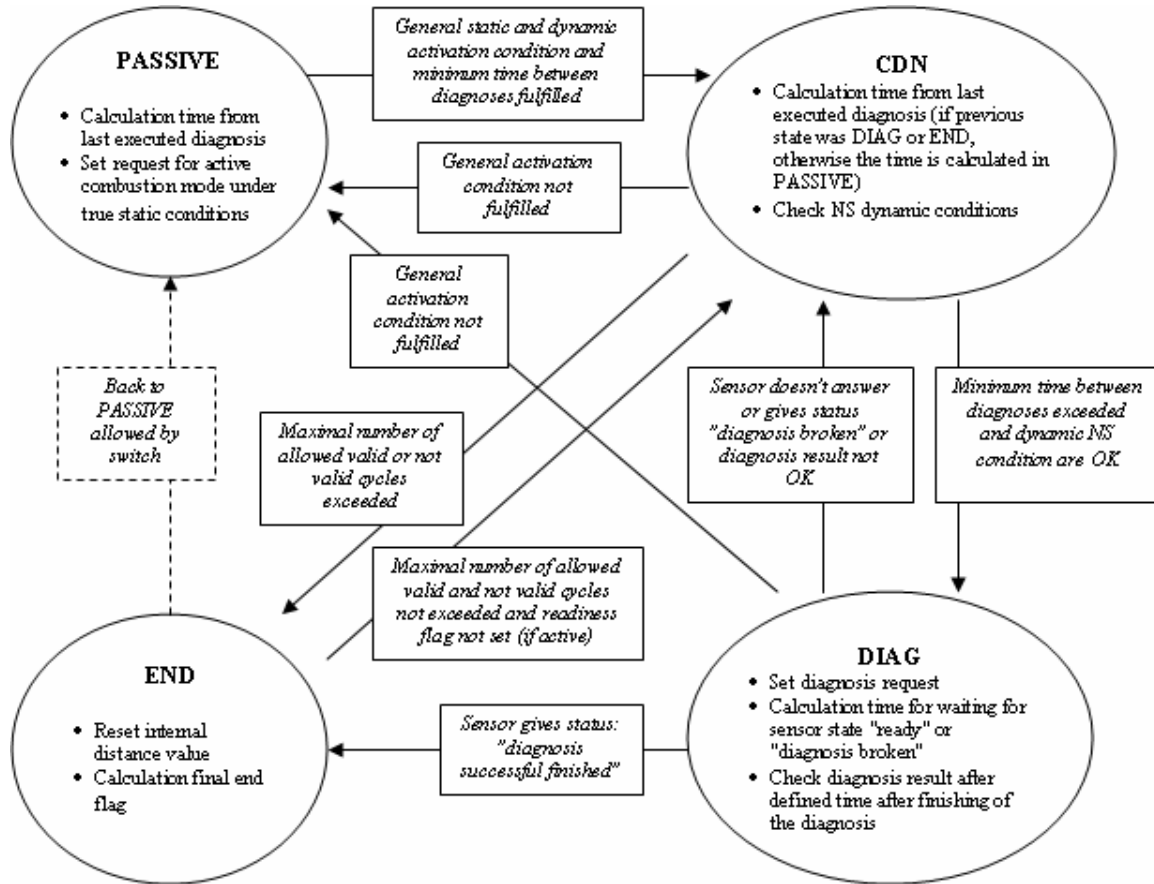 PASSIVE
• Calculation time from
last executed diagnosis
• Set request for active
combustion mode under
true static conditions
General static and dynamic
activation condition and
minimum time between
diagnoses fulfilled
CDN
• Calculation time from last
executed diagnosis (if previous
state was DIAG or END,
otherwise the time is calculated in
PASSIVE)
• Check NS dynamic conditions
General activation
condition not
fulfilled
General
activation
condition not
fulfilled
Back to
PASSIVE
allowed by
switch
Maximal number of
allowed valid or not
valid qycles
exceeded
Sensor doesn't answer
or gives status
"diagnosis broken" or
diagnosis result not
OK
Minimum time between
diagnoses exceeded
and dynamic NS
condition are OK
Maximal number of allowed
valid and not valid qycles
not exceeded and readiness
flag not set (if active)
END
• Reset internal
distance value
• Calculation final end
flag
Sensor gives status:
"diagnosis
successful finished"
DIAG
• Set diagnosis request
• Calculation time for waiting for
sensor state "ready" or
"diagnosis broken"
• Check diagnosis result after
defined time after finishing of
the diagnosis